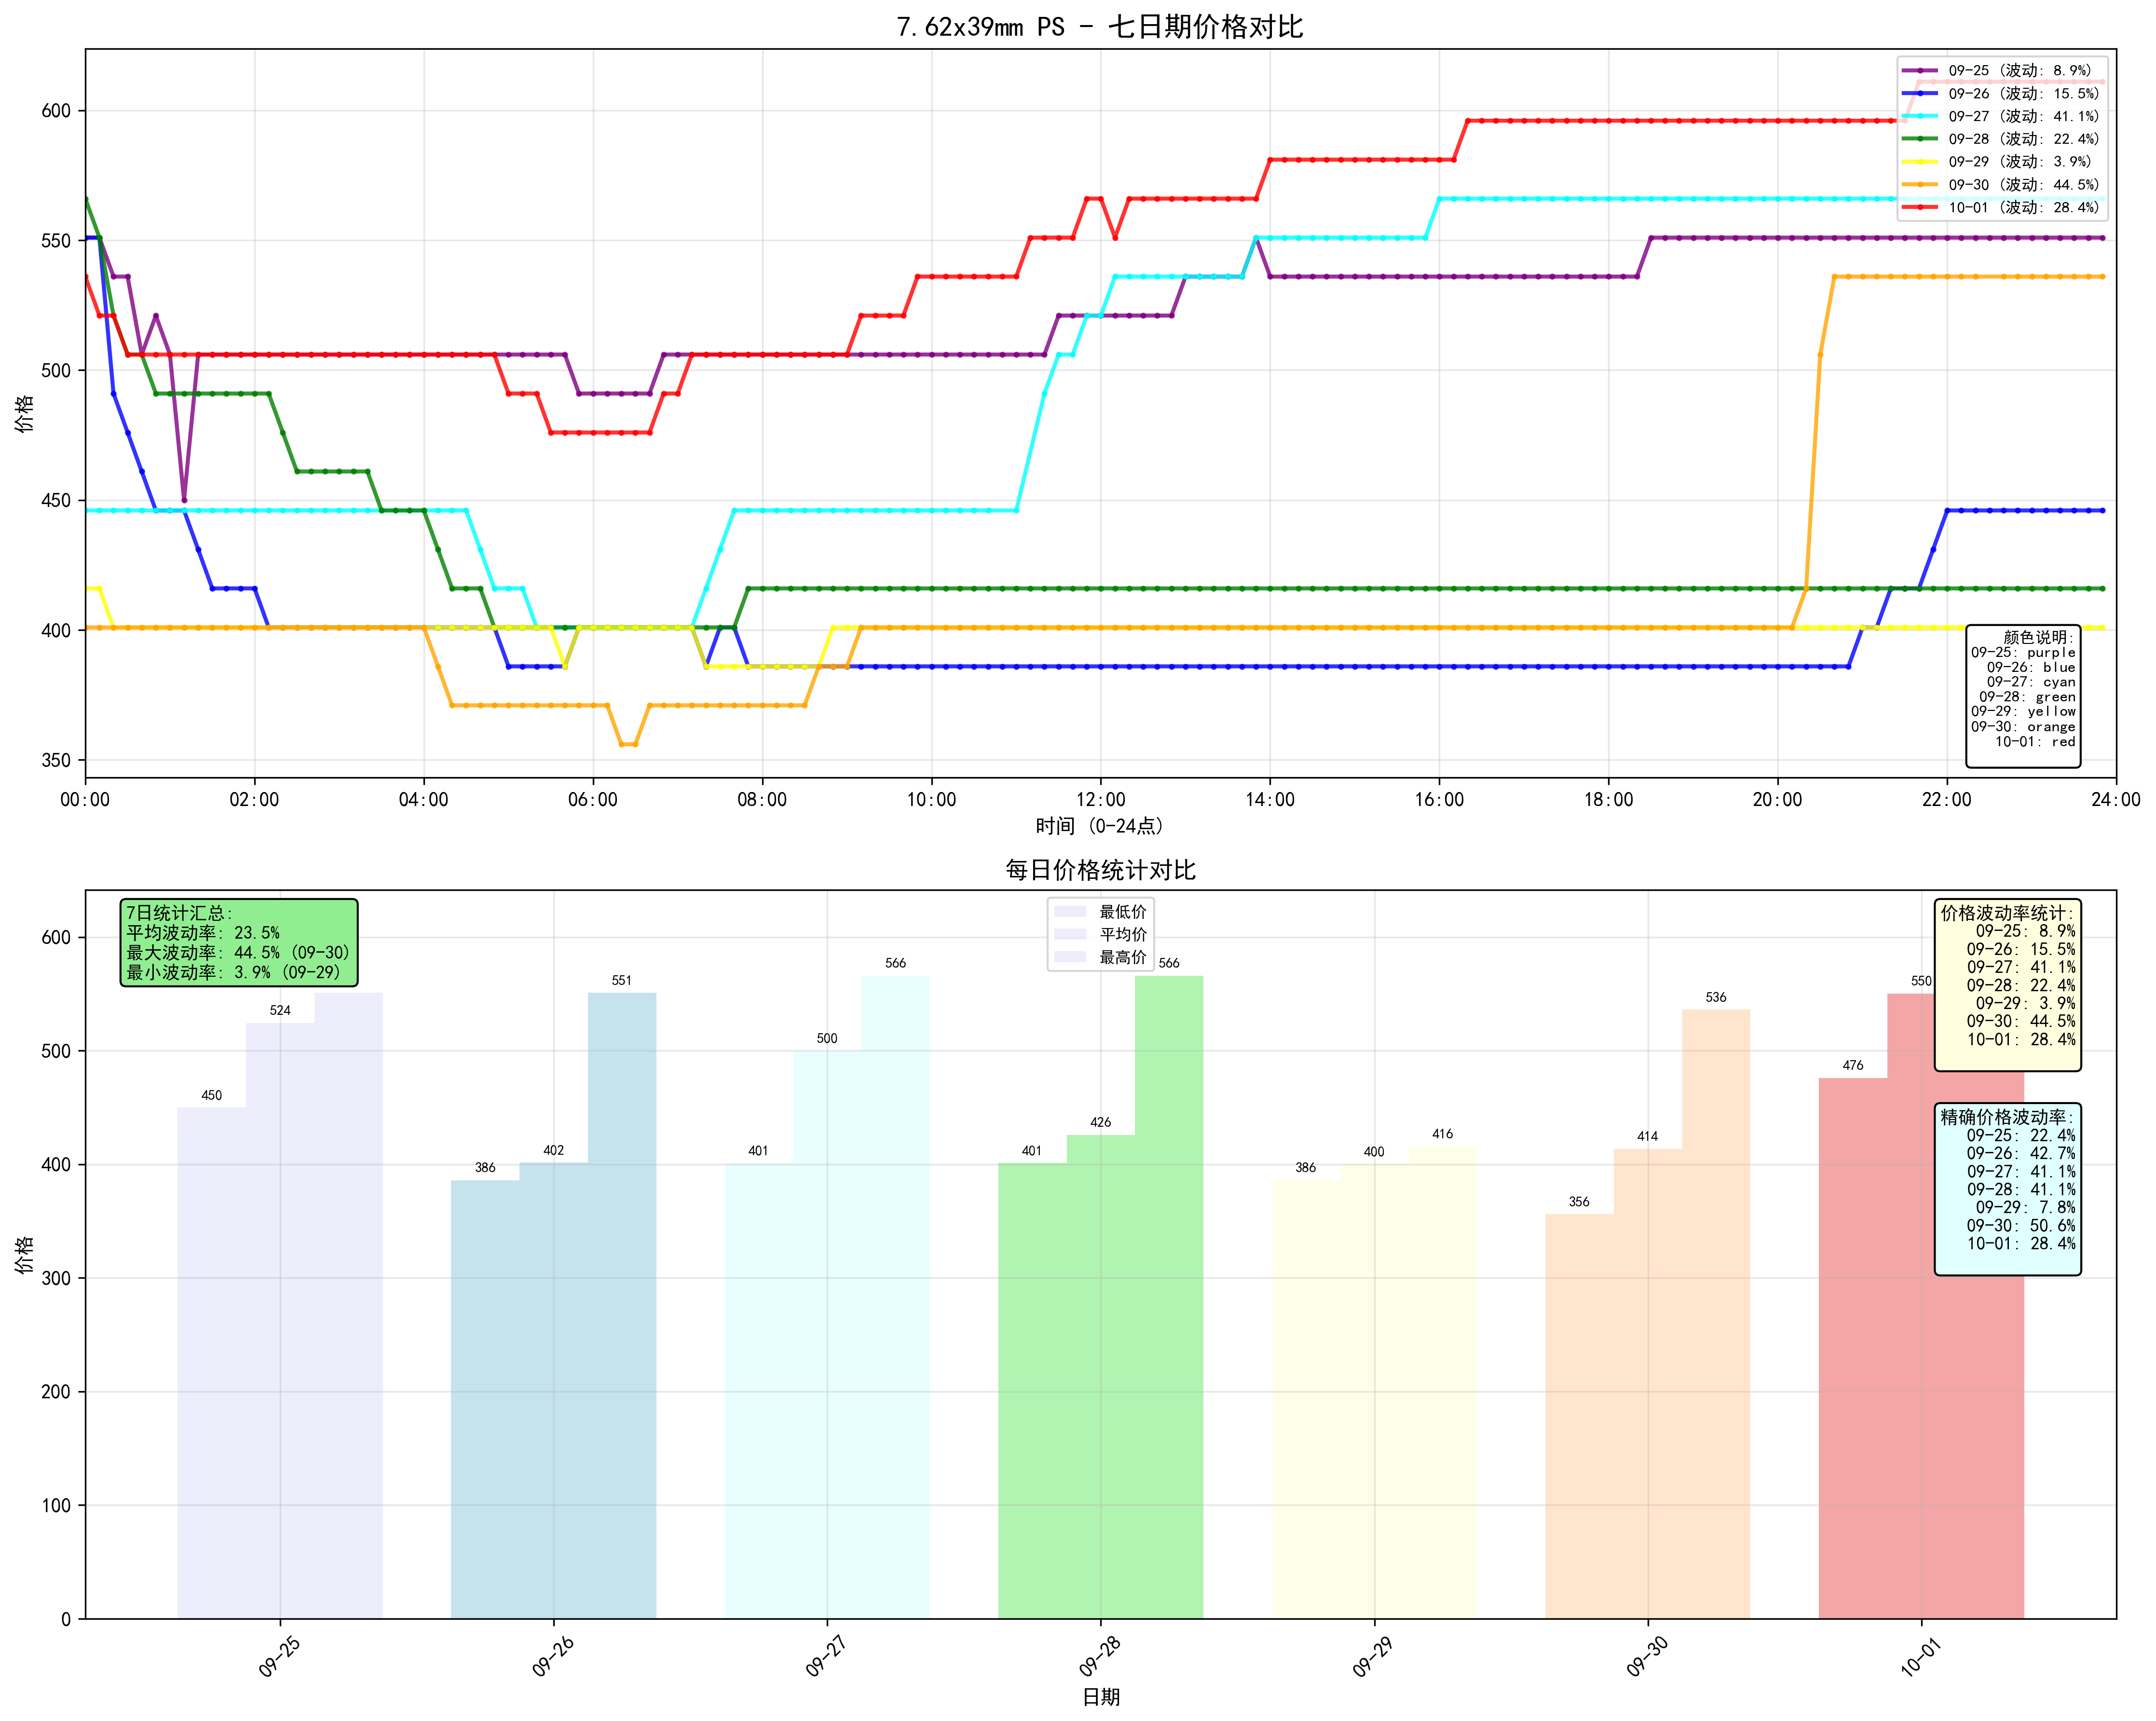 7.62x39mm PS - 七日期价格对比
价格
600
550
500
450
400
350
09-25 (波动: 8.9%)
09-26 (波动: 15.5%)
09-27 (波动: 41.1%)
09-28 (波动: 22.4%)
09-29 (波动: 3.9%)
09-30 (波动: 44.5%)
10-01 (波动: 28.4%)
颜色说明:
09-25: purple
09-26: blue
09-27: cyan
09-28: green
09-29: yellow
09-30: orange
10-01: red
00:00 02:00 04:00 06:00 08:00 10:00 12:00 14:00 16:00 18:00 20:00 22:00 24:00
时间 (0-24点)
每日价格统计对比
价格
600
500
400
300
200
100
0
7日统计汇总:
平均波动率: 23.5%
最大波动率: 44.5% (09-30)
最小波动率: 3.9% (09-29)
最低价
平均价
最高价
价格波动率统计:
09-25: 8.9%
09-26: 15.5%
09-27: 41.1%
09-28: 22.4%
09-29: 3.9%
09-30: 44.5%
10-01: 28.4%
精确价格波动率:
09-25: 22.4%
09-26: 42.7%
09-27: 41.1%
09-28: 41.1%
09-29: 7.8%
09-30: 50.6%
10-01: 28.4%
450 524
386 402 551
401 500 566
401 426 566
386 400 416
356 414 536
476 550
09-25 09-26 09-27 09-28 09-29 09-30 10-01
日期